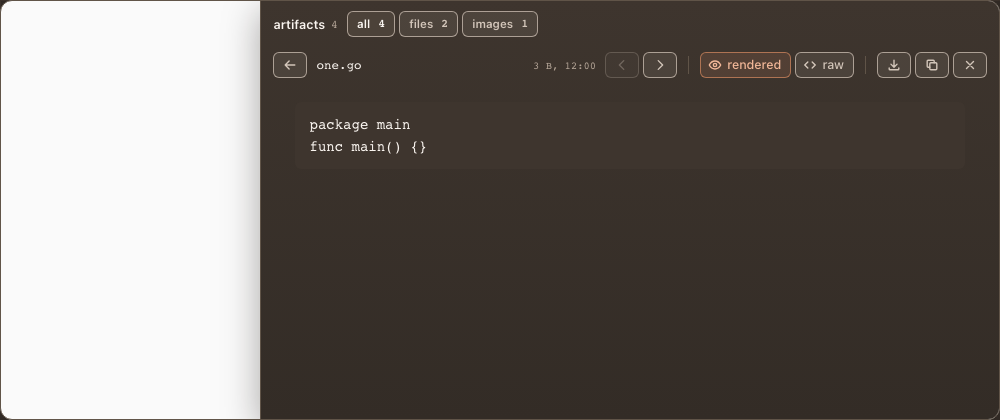 artifacts 4 all 4 files 2 images 1
one.go 3 B, 12:00 rendered raw
package main
func main() {}